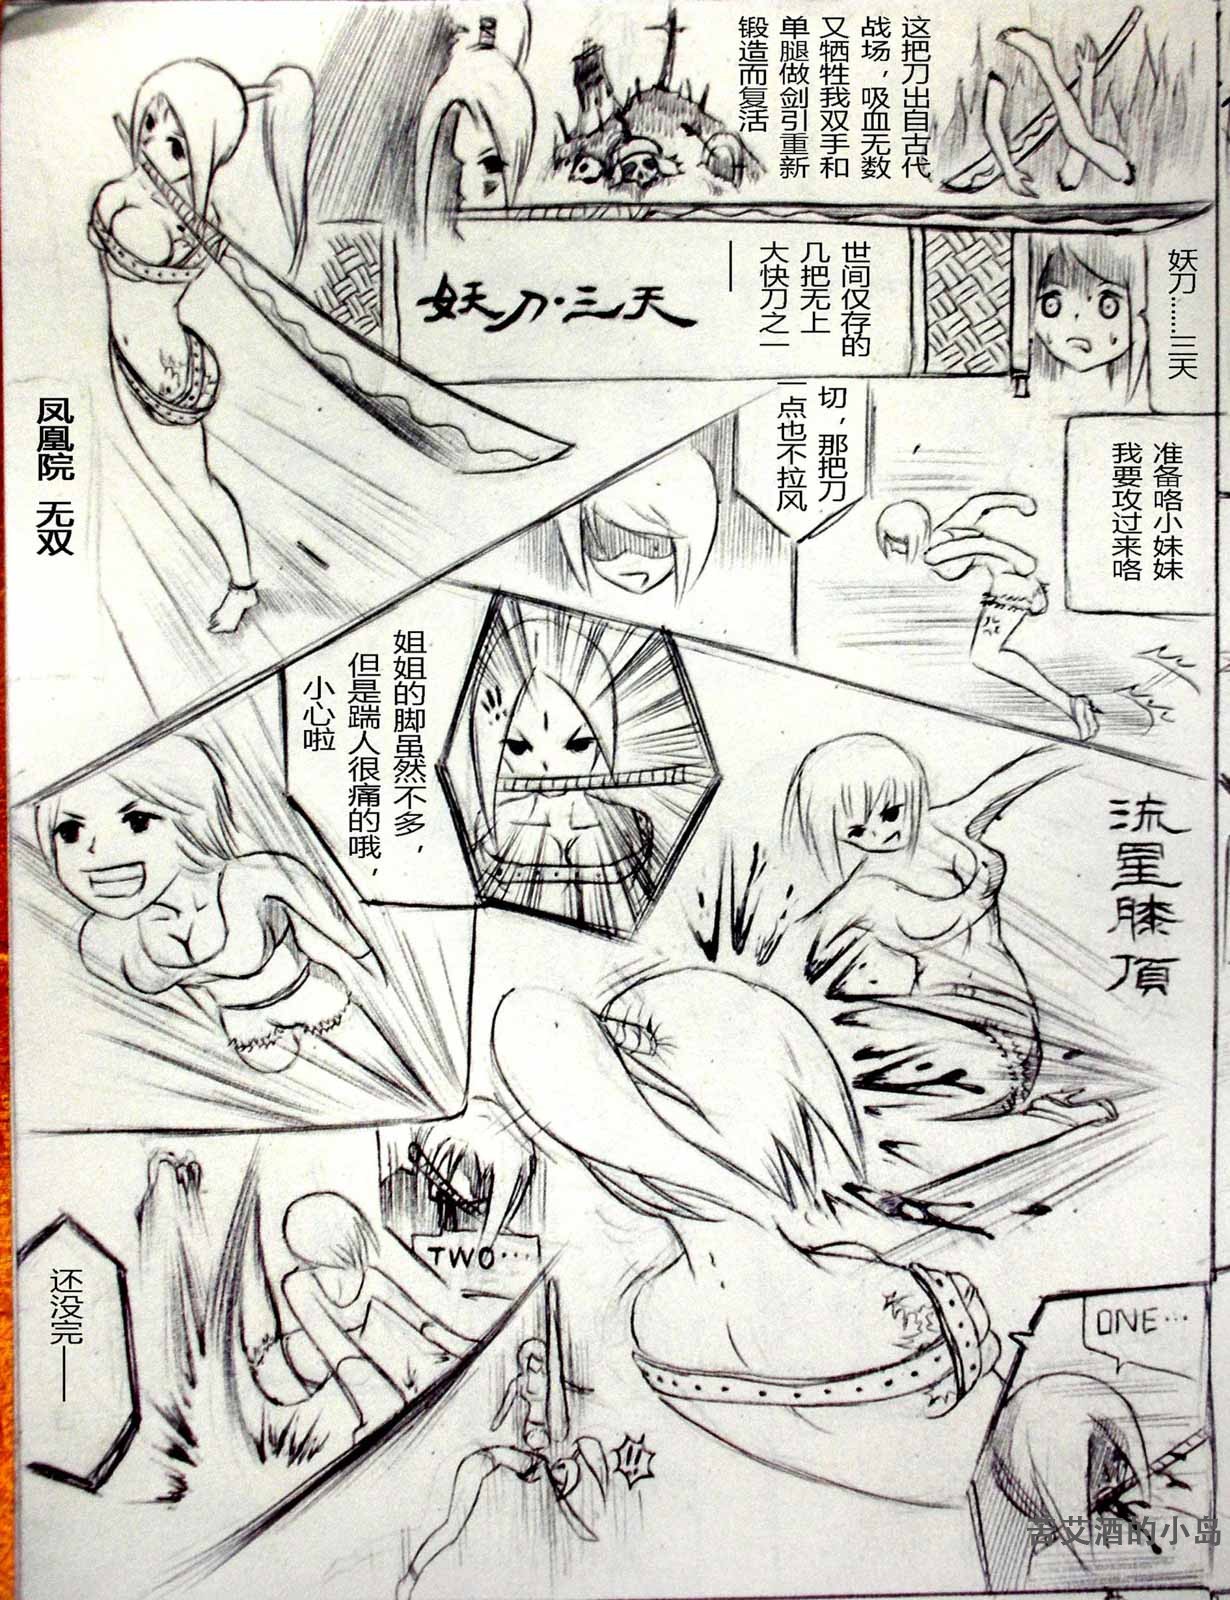 这把刀出自古代
战场，吸血无数
又牺牲我双手和
单腿做剑引重新
锻造而复活
妖刀……三天
世间仅存的
几把无上
大快刀之一
——
妖刀·三天
凤凰院 无双
准备咯小妹妹
我要攻过来咯
切，那把刀
一点也不拉风
姐姐的脚虽然不多，
但是踹人很痛的哦，
小心啦
流星膝頂
ONE…
TWO…
还没完——
苦艾酒的小岛